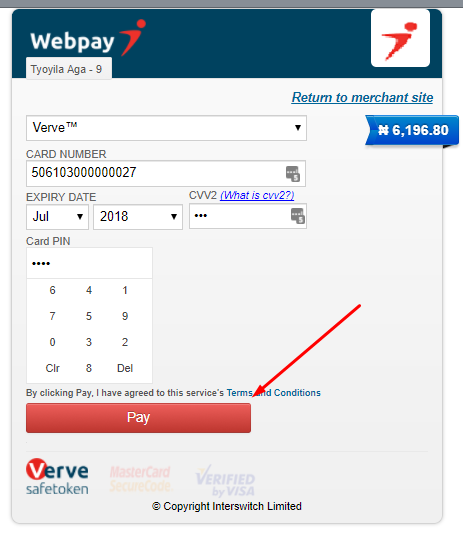 Webpay
Tyoyila Aga - 9
Return to merchant site
Verve™
₦ 6,196.80
CARD NUMBER
506103000000027
EXPIRY DATE
CVV2 (What is cvv2?)
Jul 2018 •••
Card PIN
••••
6 4 1
7 5 9
0 3 2
Clr 8 Del
By clicking Pay, I have agreed to this service's Terms and Conditions
Pay
Verve
safetoken
MasterCard
SecureCode
VERIFIED
by VISA
© Copyright Interswitch Limited